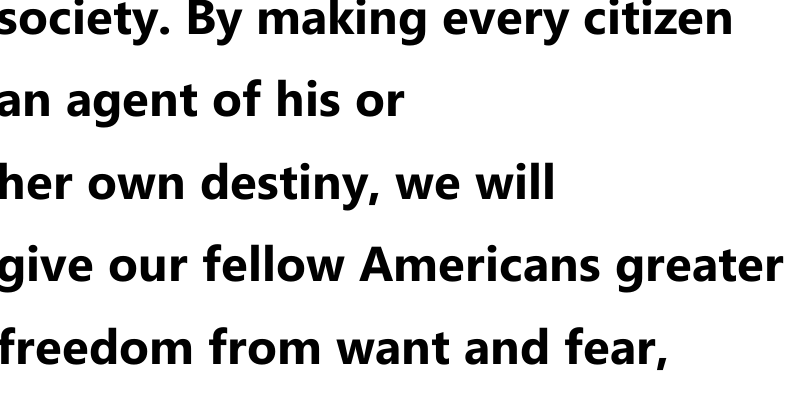 society. By making every citizen
an agent of his or
her own destiny, we will
give our fellow Americans greater
freedom from want and fear,